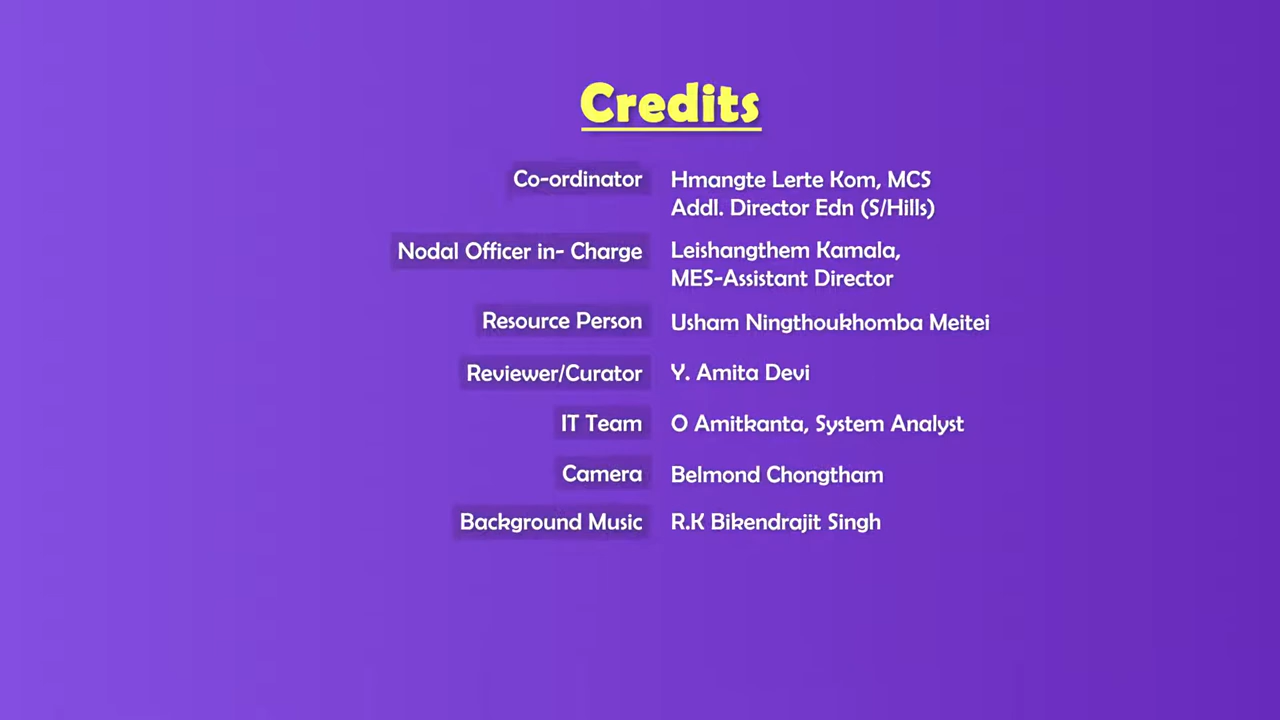 Credits
Co-ordinator Hmangte Lerte Kom, MCS
Addl. Director Edn (S/Hills)
Nodal Officer in- Charge Leishangthem Kamala,
MES-Assistant Director
Resource Person Usham Ningthoukhomba Meitei
Reviewer/Curator Y. Amita Devi
IT Team O Amitkanta, System Analyst
Camera Belmond Chongtham
Background Music R.K Bikendrajit Singh